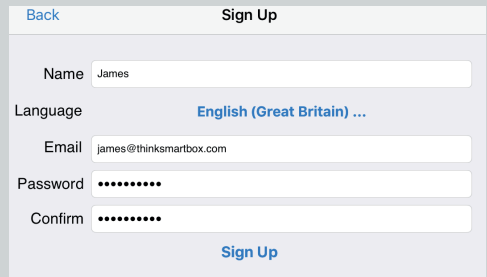 Back Sign Up
Name James
Language English (Great Britain) ...
Email james@thinksmartbox.com
Password ••••••••••
Confirm ••••••••••
Sign Up